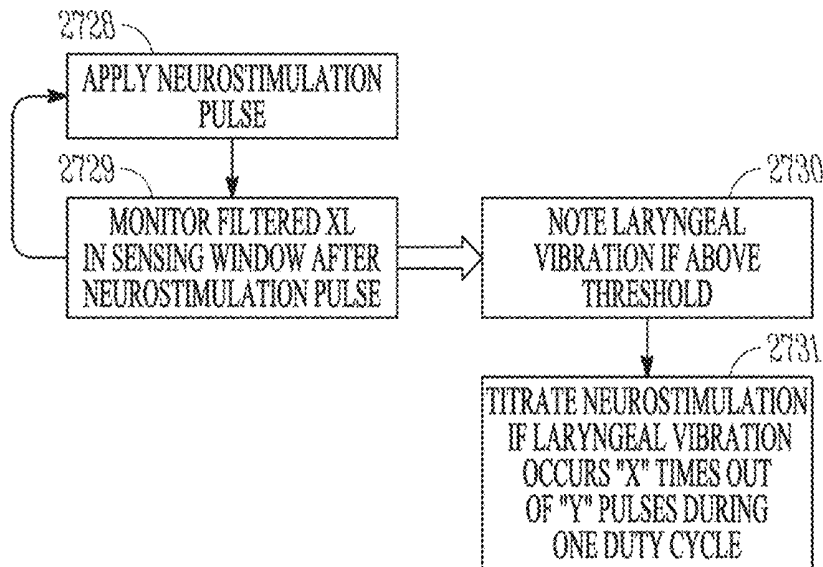 2728
APPLY NEUROSTIMULATION
PULSE
2729
MONITOR FILTERED XL
IN SENSING WINDOW AFTER
NEUROSTIMULATION PULSE
2730
NOTE LARYNGEAL
VIBRATION IF ABOVE
THRESHOLD
2731
TITRATE NEUROSTIMULATION
IF LARYNGEAL VIBRATION
OCCURS "X" TIMES OUT
OF "Y" PULSES DURING
ONE DUTY CYCLE